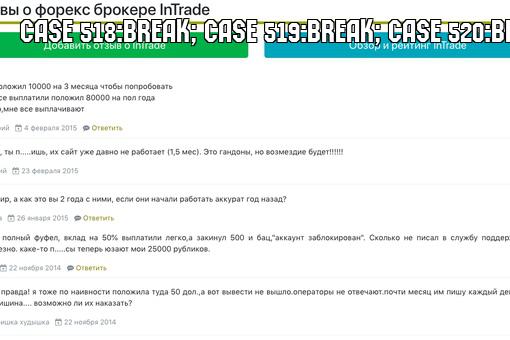 вы о форекс брокере InTrade
CASE 518:BREAK; CASE 519:BREAK; CASE 520:B
Добавить отзыв о InTrade
Обзор и рейтинг InTrade
оложил 10000 на 3 месяца чтобы попробовать
се выплатили положил 80000 на пол года
о,мне все выплачивают
ий 4 февраля 2015 Ответить
, ты п.....ишь, их сайт уже давно не работает (1,5 мес). Это гандоны, но возмездие будет!!!!!!
ий 23 февраля 2015
ир, а как это вы 2 года с ними, если они начали работать аккурат год назад?
а 26 января 2015 Ответить
полный фуфел, вклад на 50% выплатили легко,а закинул 500 и бац,"аккаунт заблокирован". Сколько не писал в службу поддер
езно. каке-то п.....сы теперь юзают мои 25000 рубликов.
22 ноября 2014 Ответить
правда! я тоже по наивности положила туда 50 дол.,а вот вывести не вышло.операторы не отвечают.почти месяц им пишу каждый де
ишина.... возможно ли их наказать?
ишка худышка 22 ноября 2014